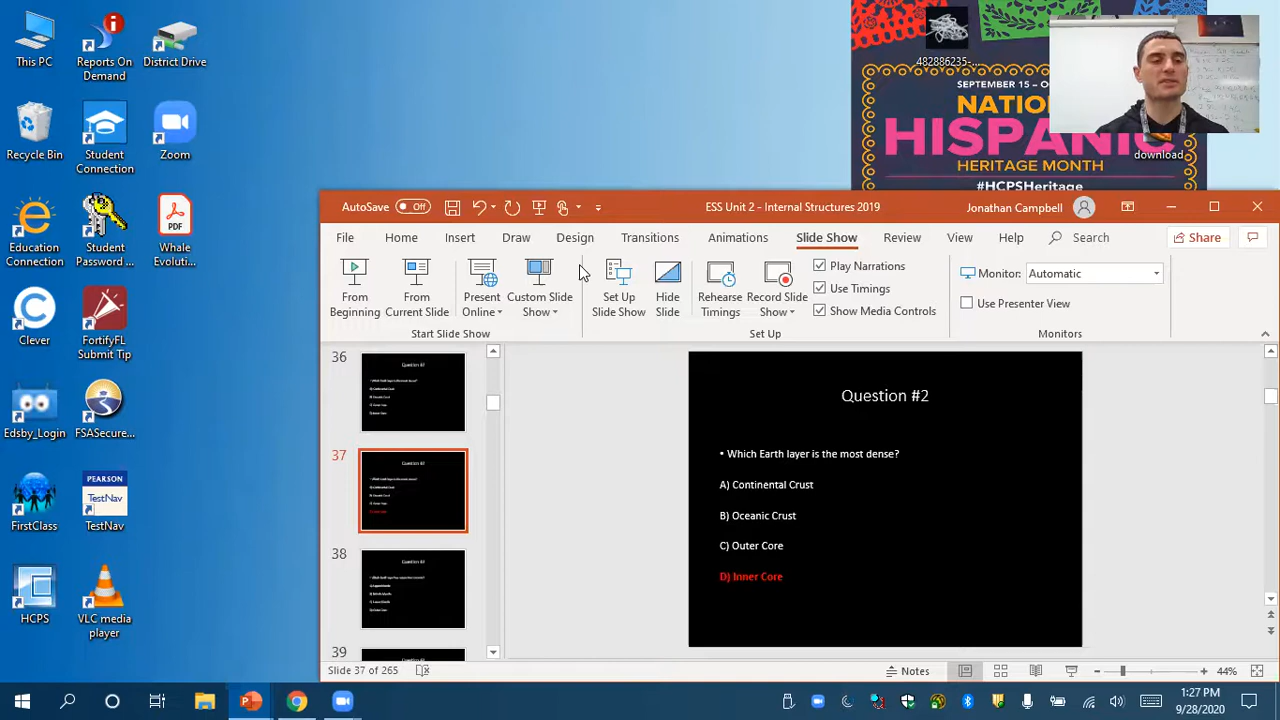 This PC
Reports On
Demand
District Drive
Recycle Bin
Student
Connection
Zoom
Education
Connection
Student
Password ...
PDF
Whale
Evoluti...
Clever
FortifyFL
Submit Tip
Edsby_Login
FSASecure...
FirstClass
PEARSON
TestNav
TestNav
HCPS
VLC media
player
482886235-...
download
SEPTEMBER 15 – O
NATIO
HISPANIC
HERITAGE MONTH
#HCPSHeritage
AutoSave Off
ESS Unit 2 - Internal Structures 2019
Jonathan Campbell
File Home Insert Draw Design Transitions Animations Slide Show Review View Help Search Share
From
Beginning
From
Current Slide
Present
Online
Custom Slide
Show
Start Slide Show
Set Up
Slide Show
Hide
Slide
Rehearse
Timings
Record Slide
Show
Play Narrations
Use Timings
Show Media Controls
Set Up
Monitor: Automatic
Use Presenter View
Monitors
36
37
38
39
Question #2
• Which Earth layer is the most dense?
A) Continental Crust
B) Oceanic Crust
C) Outer Core
D) Inner Core
Slide 37 of 265
Notes
44%
1:27 PM
9/28/2020